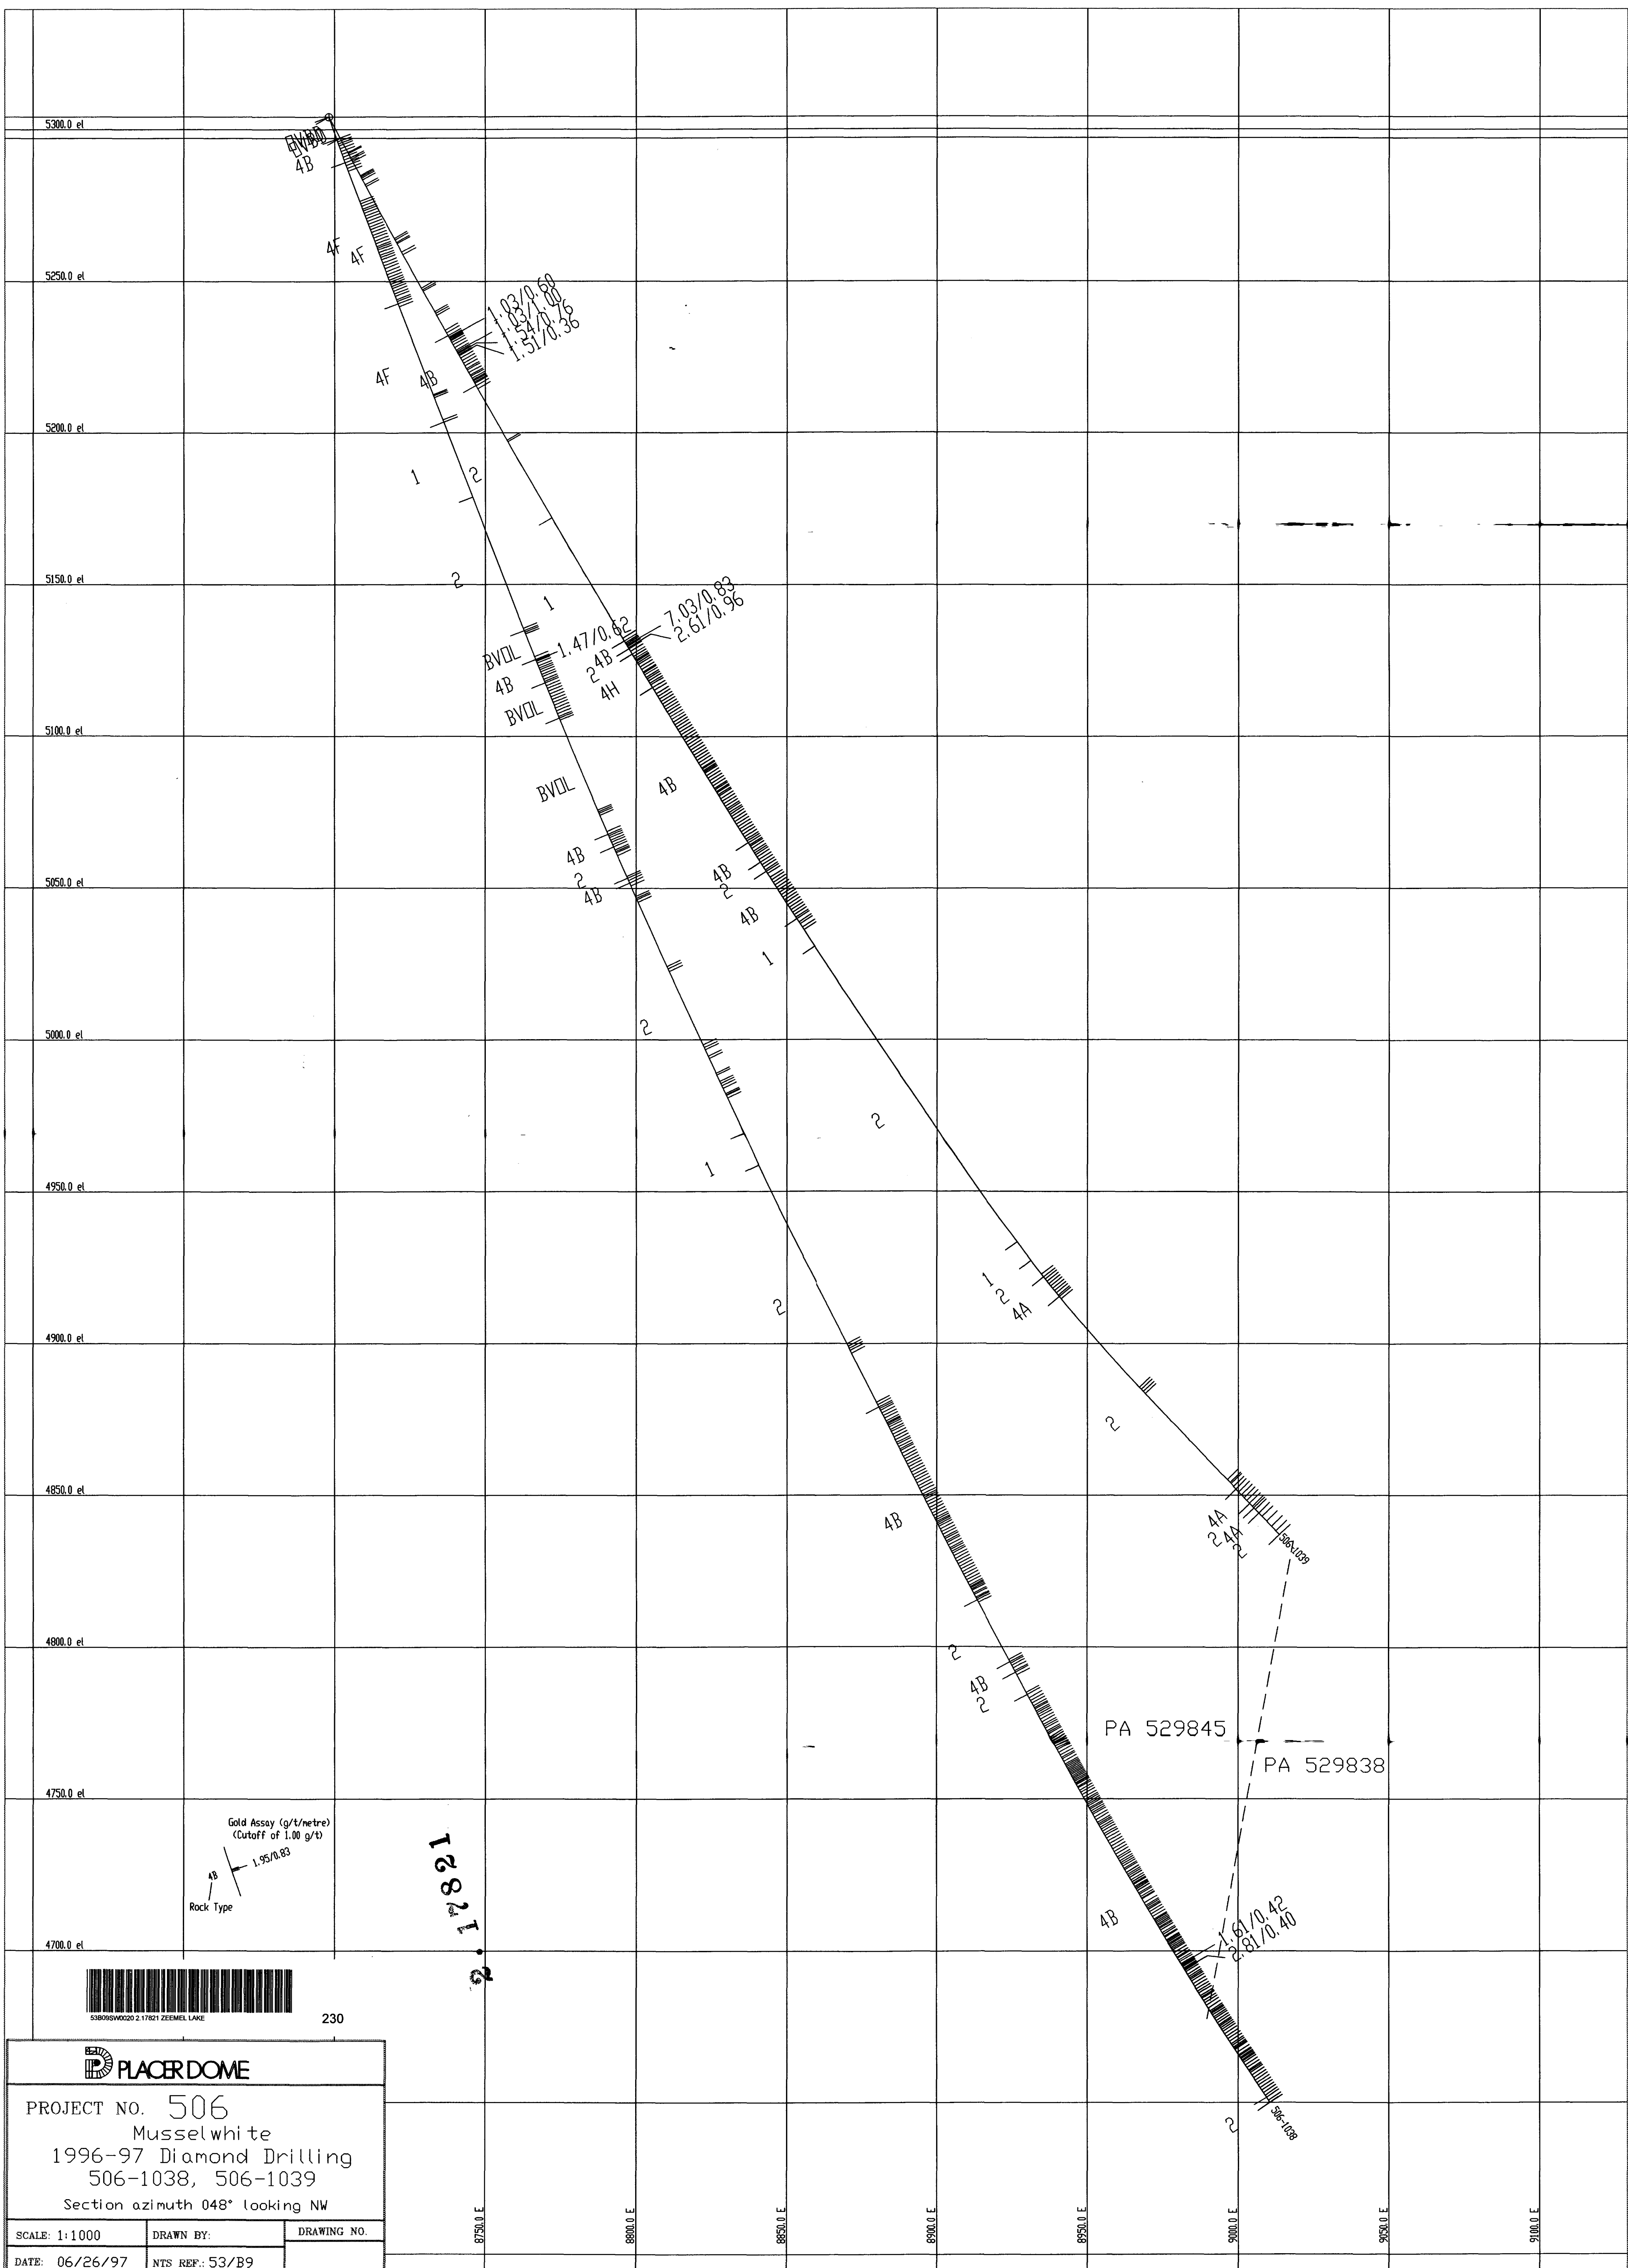 5300.0 el
4B
4F
4F
5250.0 el
1.03/0.60
1.03/1.00
1.54/0.76
1.51/0.36
4F
4B
5200.0 el
1
2
5150.0 el
2
1
7.03/0.83
2.61/0.96
1.47/0.62
BVOL
4B
4B
2
4H
BVOL
5100.0 el
BVOL
4B
4B
4B
2
2
4B
4B
5050.0 el
1
5000.0 el
2
2
1
4950.0 el
1
2
4A
2
4900.0 el
2
4850.0 el
4B
4A
2
4A
2
506-1039
4800.0 el
2
4B
2
PA 529845
PA 529838
4750.0 el
Gold Assay (g/t/metre)
(Cutoff of 1.00 g/t)
1.95/0.83
4B
Rock Type
2.17821
4B
1.61/0.42
2.81/0.40
4700.0 el
53B09SW0020 2.17821 ZEEMEL LAKE
230
506-1038
2
PLACER DOME
PROJECT NO. 506
Musselwhite
1996-97 Diamond Drilling
506-1038, 506-1039
Section azimuth 048° looking NW
SCALE: 1:1000
DRAWN BY:
DRAWING NO.
DATE: 06/26/97
NTS REF.: 53/B9
8750.0 E
8800.0 E
8850.0 E
8900.0 E
8950.0 E
9000.0 E
9050.0 E
9100.0 E